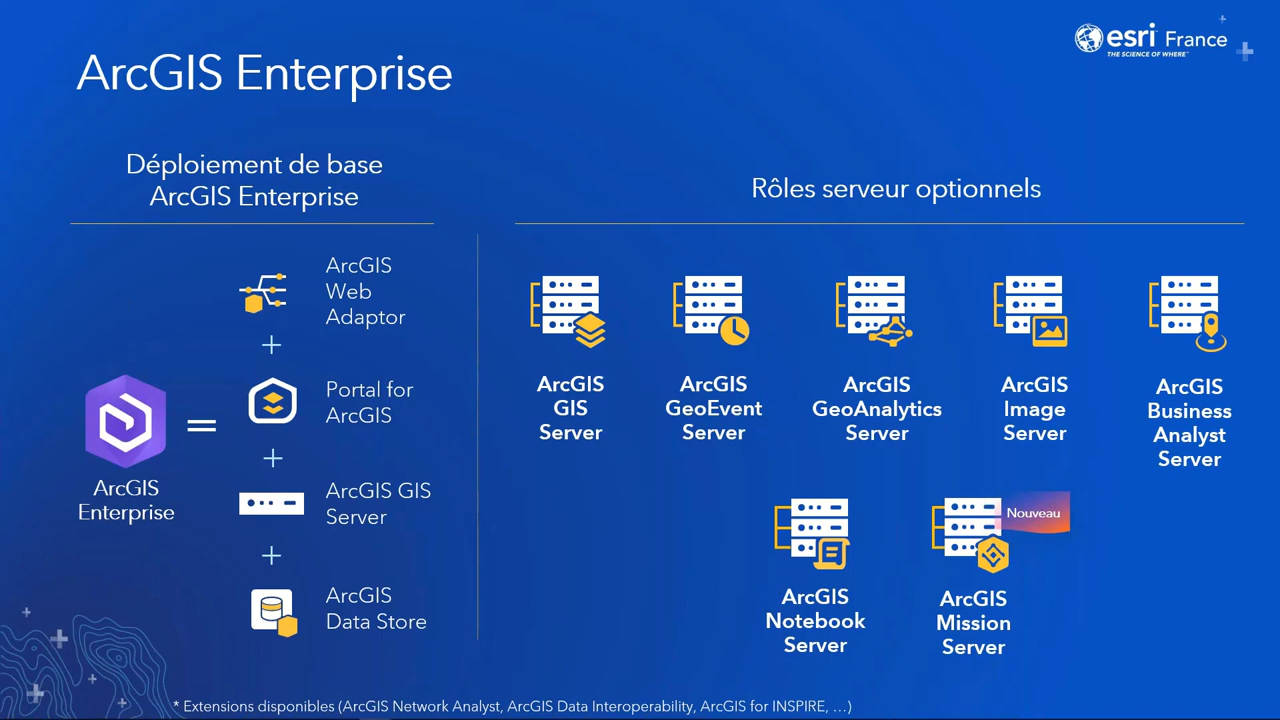 esri France
THE SCIENCE OF WHERE™
ArcGIS Enterprise
Déploiement de base
ArcGIS Enterprise
ArcGIS
Web
Adaptor
+
Portal for
ArcGIS
+
ArcGIS GIS
Server
+
ArcGIS
Data Store
=
ArcGIS
Enterprise
Rôles serveur optionnels
ArcGIS
GIS
Server
ArcGIS
GeoEvent
Server
ArcGIS
GeoAnalytics
Server
ArcGIS
Image
Server
ArcGIS
Business
Analyst
Server
ArcGIS
Notebook
Server
Nouveau
ArcGIS
Mission
Server
* Extensions disponibles (ArcGIS Network Analyst, ArcGIS Data Interoperability, ArcGIS for INSPIRE, ...)